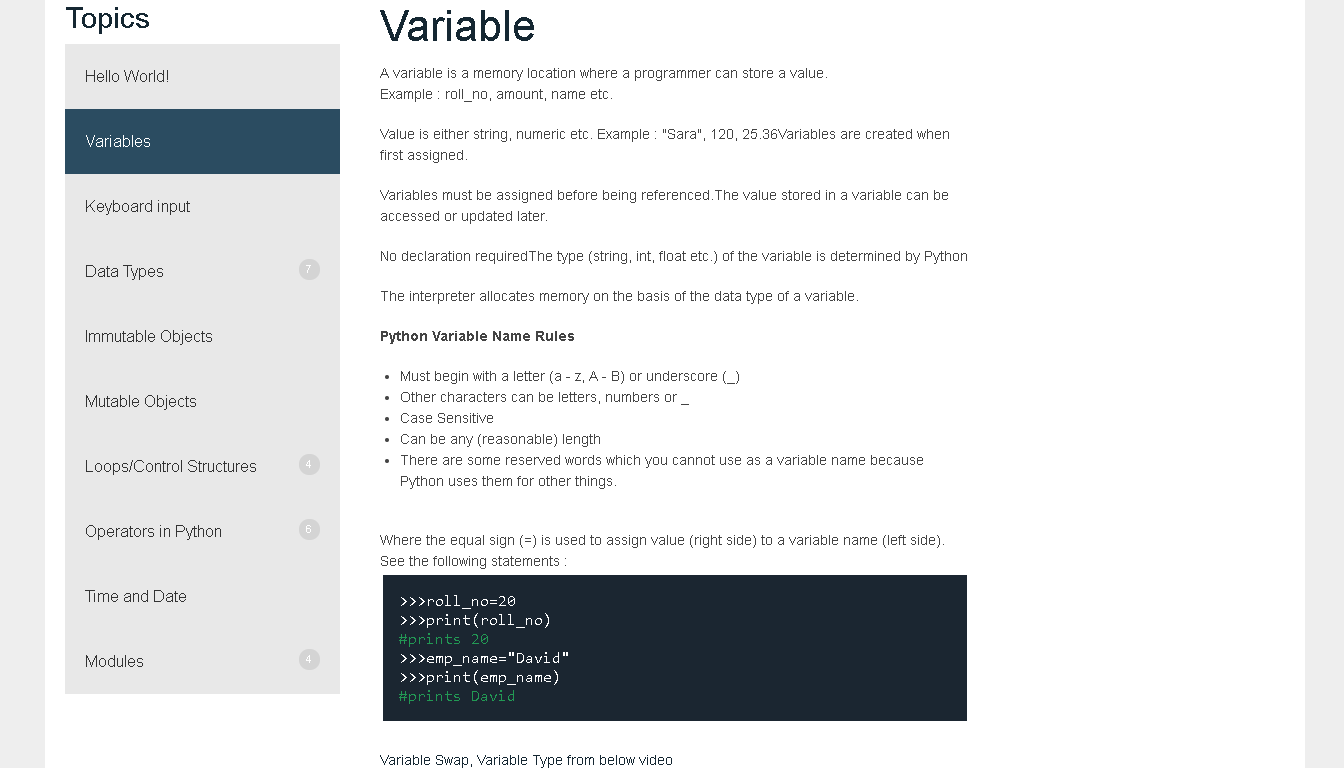 Topics
Hello World!
Variables
Keyboard input
Data Types
7
Immutable Objects
Mutable Objects
Loops/Control Structures
4
Operators in Python
6
Time and Date
Modules
4
Variable
A variable is a memory location where a programmer can store a value.
Example : roll_no, amount, name etc.
Value is either string, numeric etc. Example : "Sara", 120, 25.36Variables are created when
first assigned.
Variables must be assigned before being referenced.The value stored in a variable can be
accessed or updated later.
No declaration requiredThe type (string, int, float etc.) of the variable is determined by Python
The interpreter allocates memory on the basis of the data type of a variable.
Python Variable Name Rules
• Must begin with a letter (a - z, A - B) or underscore (_)
• Other characters can be letters, numbers or _
• Case Sensitive
• Can be any (reasonable) length
• There are some reserved words which you cannot use as a variable name because
Python uses them for other things.
Where the equal sign (=) is used to assign value (right side) to a variable name (left side).
See the following statements :
>>>roll_no=20
>>>print(roll_no)
#prints 20
>>>emp_name="David"
>>>print(emp_name)
#prints David
Variable Swap, Variable Type from below video